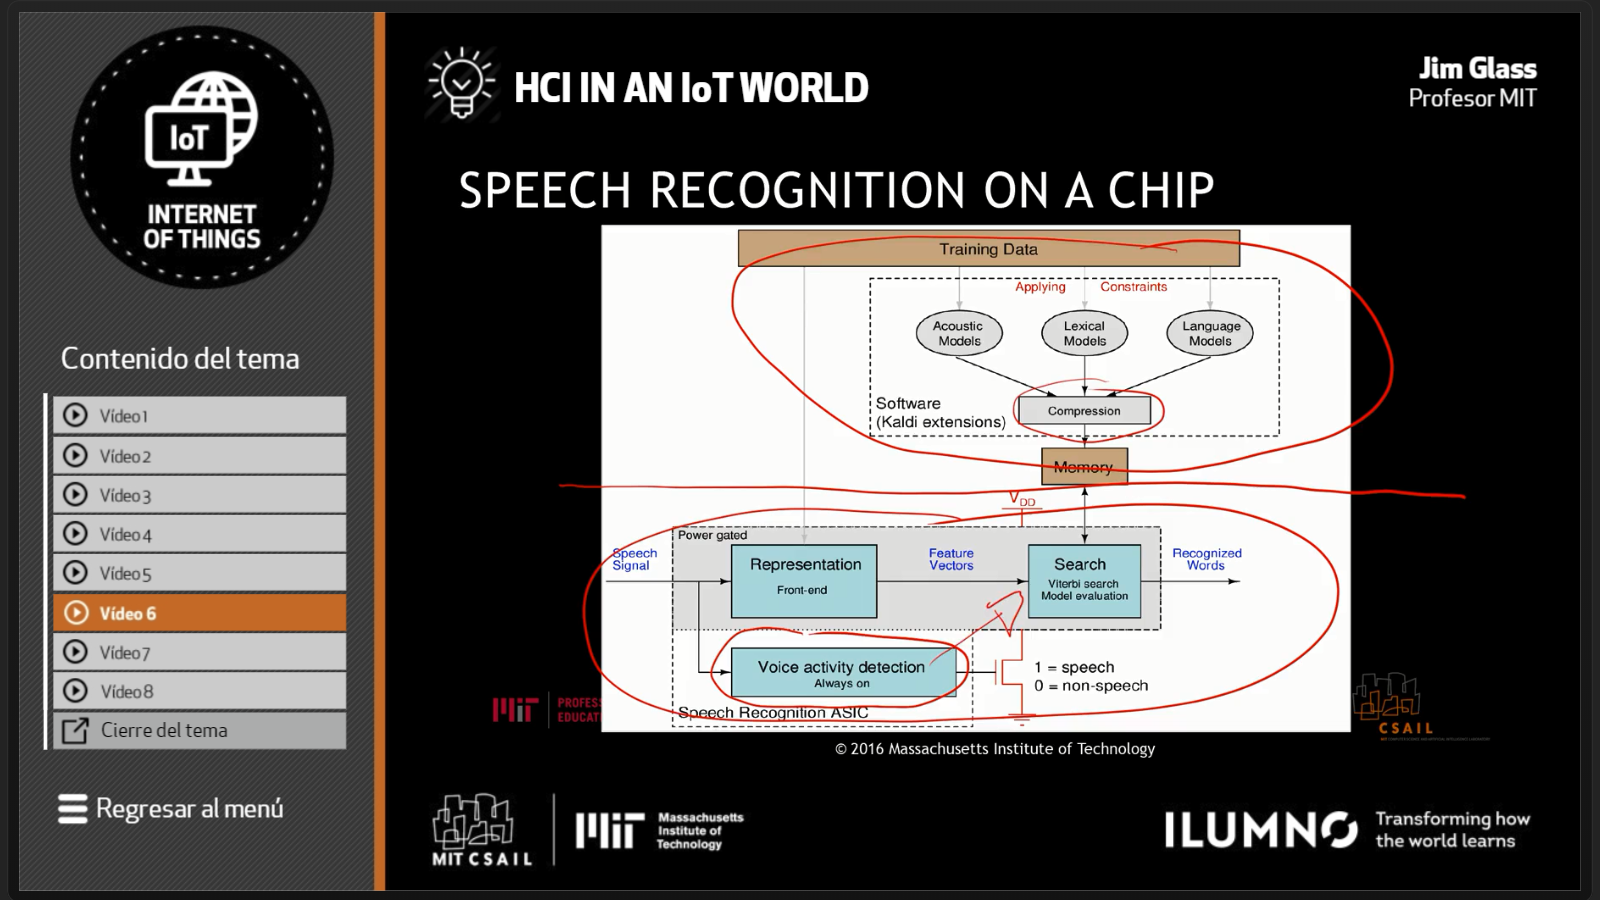 IoT
INTERNET
OF THINGS
Contenido del tema
Vídeo 1
Vídeo 2
Vídeo 3
Vídeo 4
Vídeo 5
Vídeo 6
Vídeo 7
Vídeo 8
Cierre del tema
Regresar al menú
HCI IN AN IoT WORLD
Jim Glass
Profesor MIT
SPEECH RECOGNITION ON A CHIP
Training Data
Applying Constraints
Acoustic
Models
Lexical
Models
Language
Models
Software
(Kaldi extensions)
Compression
Memory
VDD
Power gated
Speech
Signal
Representation
Front-end
Feature
Vectors
Search
Viterbi search
Model evaluation
Recognized
Words
Voice activity detection
Always on
1 = speech
0 = non-speech
Speech Recognition ASIC
MIT
PROFESS
EDUCATI
CSAIL
© 2016 Massachusetts Institute of Technology
MIT CSAIL
MIT
Massachusetts
Institute of
Technology
ILUMNO
Transforming how
the world learns